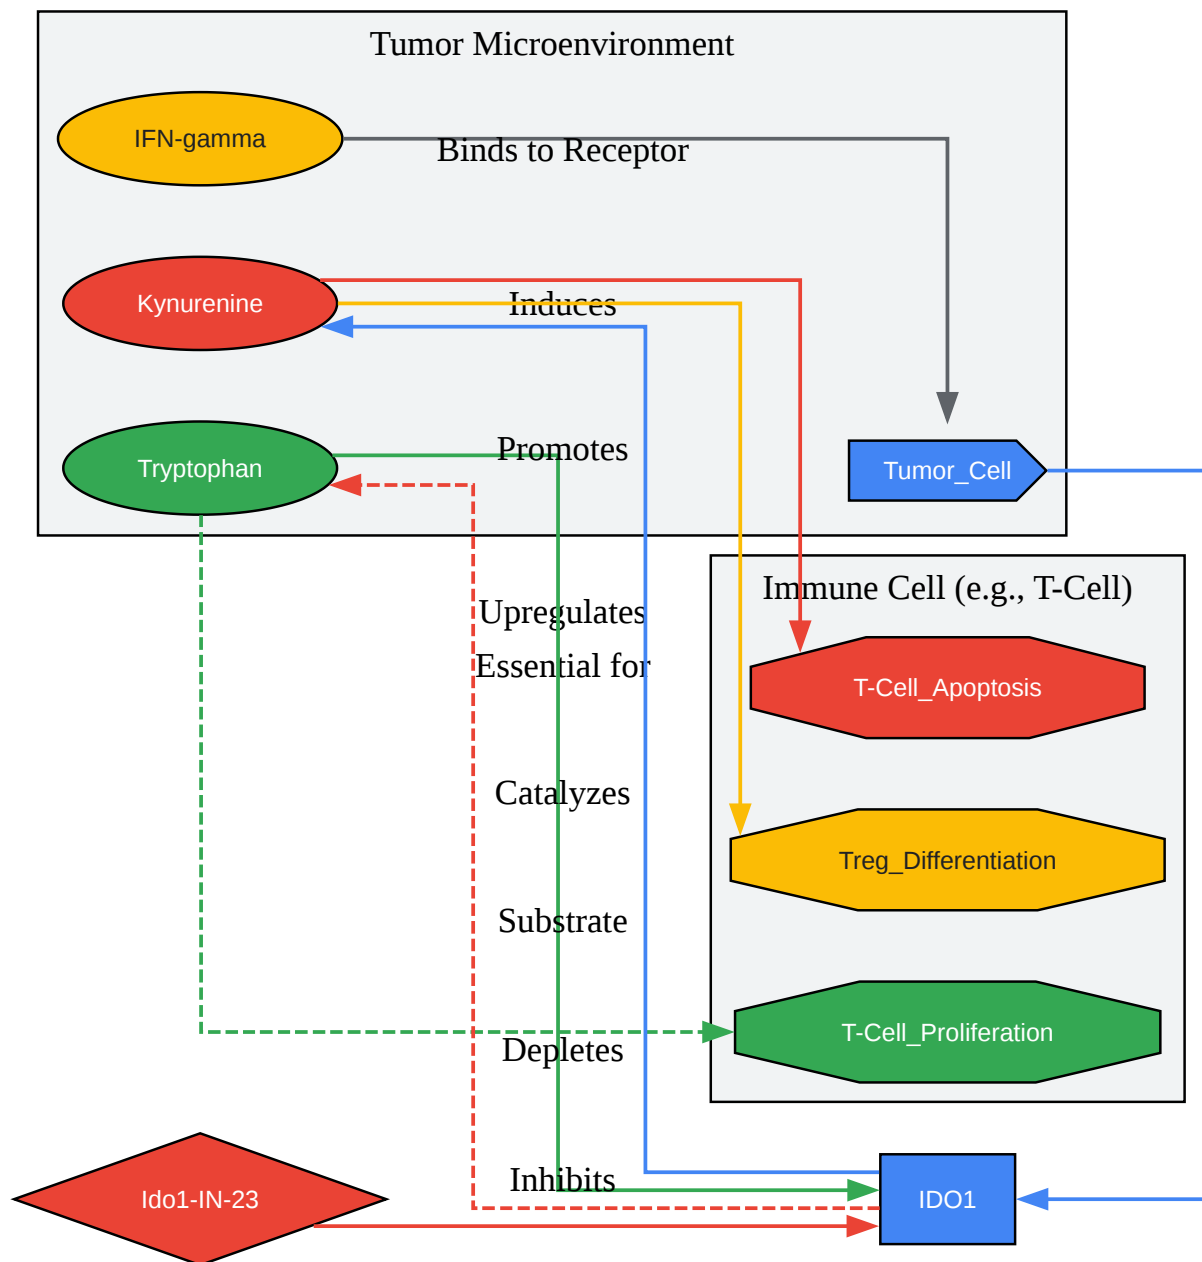 Tumor Microenvironment
IFN-gamma
Binds to Receptor
Kynurenine
Induces
Promotes
Tryptophan
Tumor_Cell
Immune Cell (e.g., T-Cell)
Upregulates
Essential for
T-Cell_Apoptosis
Catalyzes
Treg_Differentiation
Substrate
T-Cell_Proliferation
Depletes
Inhibits
Ido1-IN-23
IDO1